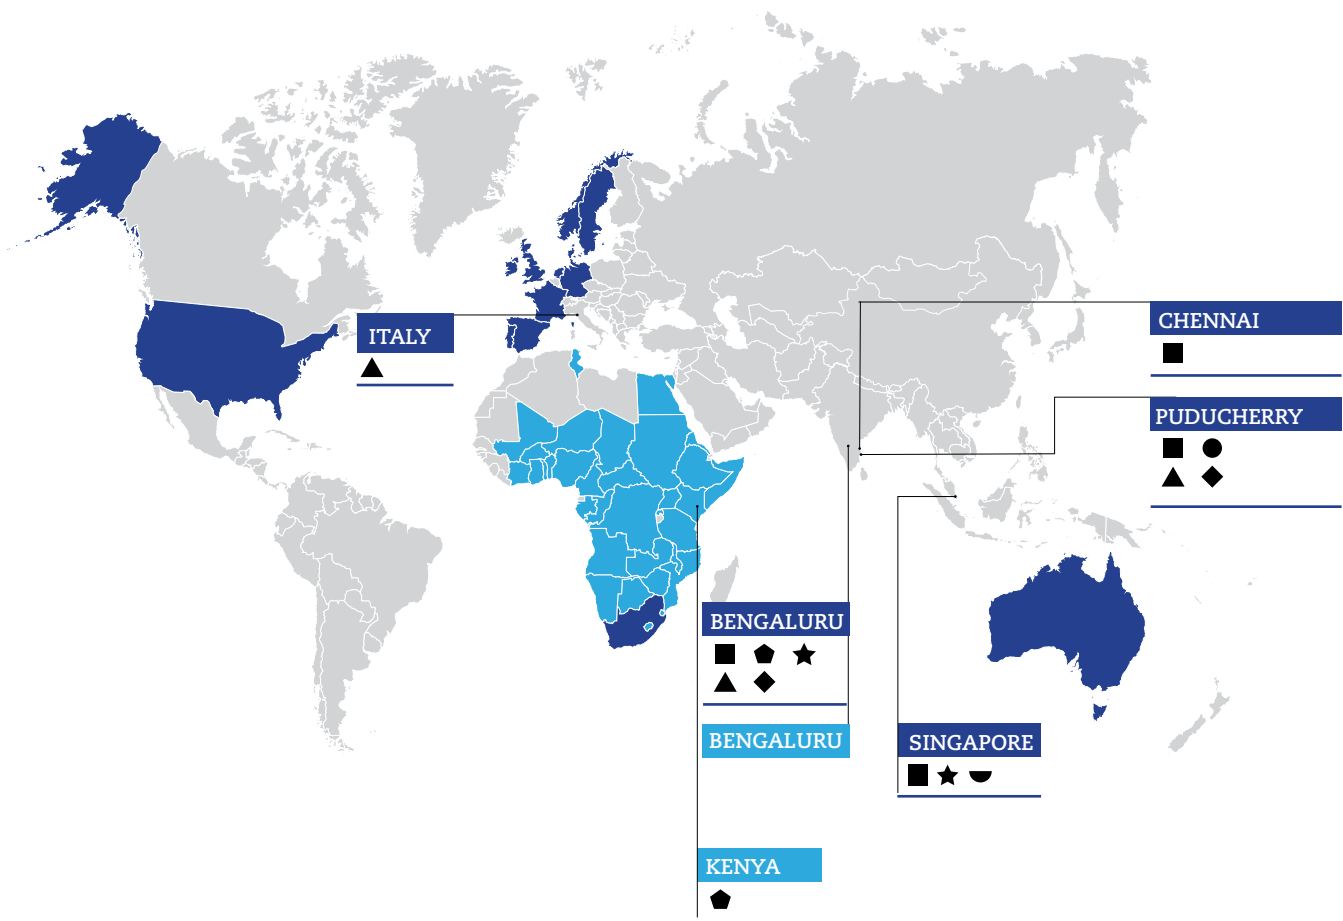 CHENNAI
ITALY
PUDUCHERRY
BENGALURU
BENGALURU
SINGAPORE
KENYA